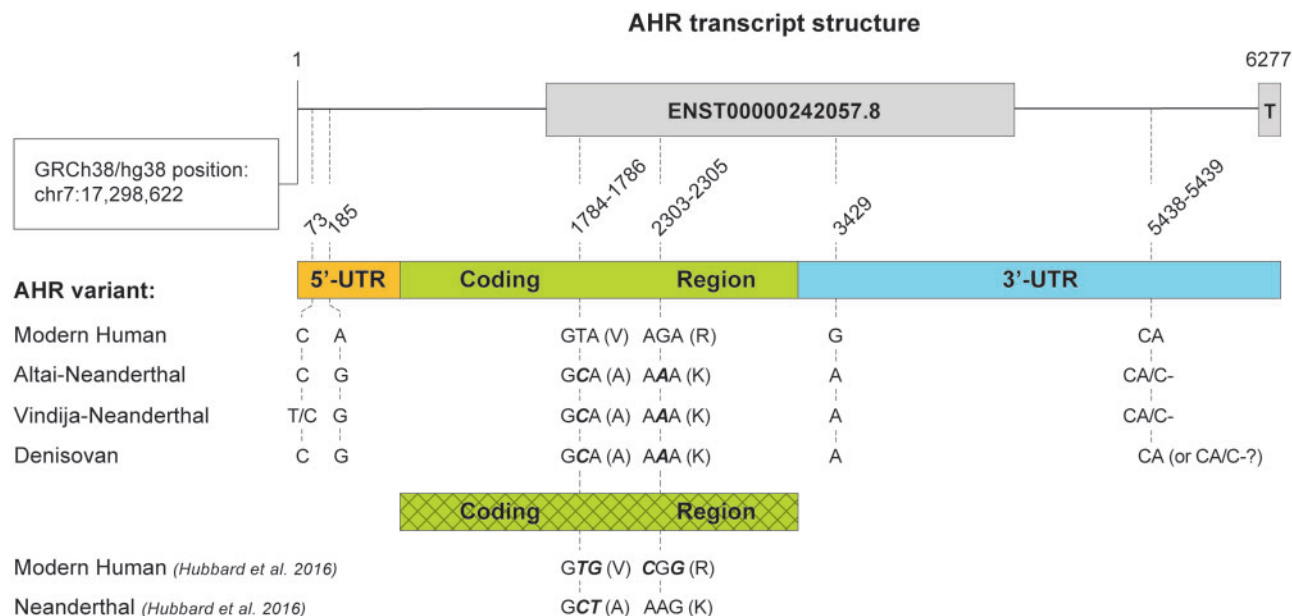 AHR transcript structure
1
6277
ENST00000242057.8
T
GRCh38/hg38 position:
chr7:17,298,622
73
185
1784-1786
2303-2305
3429
5438-5439
5’-UTR
Coding Region
3’-UTR
AHR variant:
Modern Human C A GTA (V) AGA (R) G CA
Altai-Neanderthal C G GCA (A) AAA (K) A CA/C-
Vindija-Neanderthal T/C G GCA (A) AAA (K) A CA/C-
Denisovan C G GCA (A) AAA (K) A CA (or CA/C-?)
Coding Region
Modern Human (Hubbard et al. 2016) GTG (V) CGG (R)
Neanderthal (Hubbard et al. 2016) GCT (A) AAG (K)